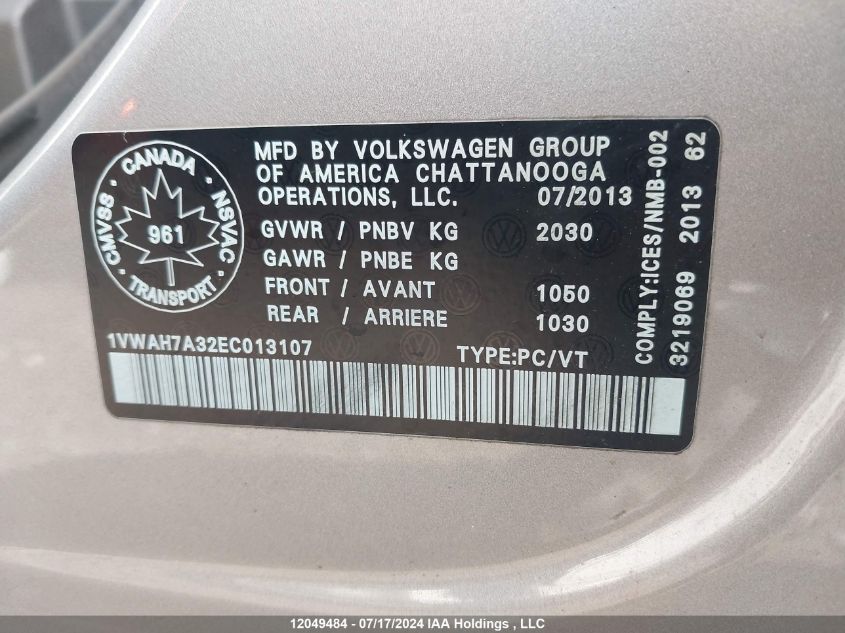 CANADA
CMVSS · NSVAC
961
TRANSPORT
MFD BY VOLKSWAGEN GROUP
OF AMERICA CHATTANOOGA
OPERATIONS, LLC. 07/2013
GVWR / PNBV KG 2030
GAWR / PNBE KG
FRONT / AVANT 1050
REAR / ARRIERE 1030
1VWAH7A32EC013107 TYPE:PC/VT
COMPLY:ICES/NMB-002
3219069 2013 62
12049484 - 07/17/2024 IAA Holdings , LLC